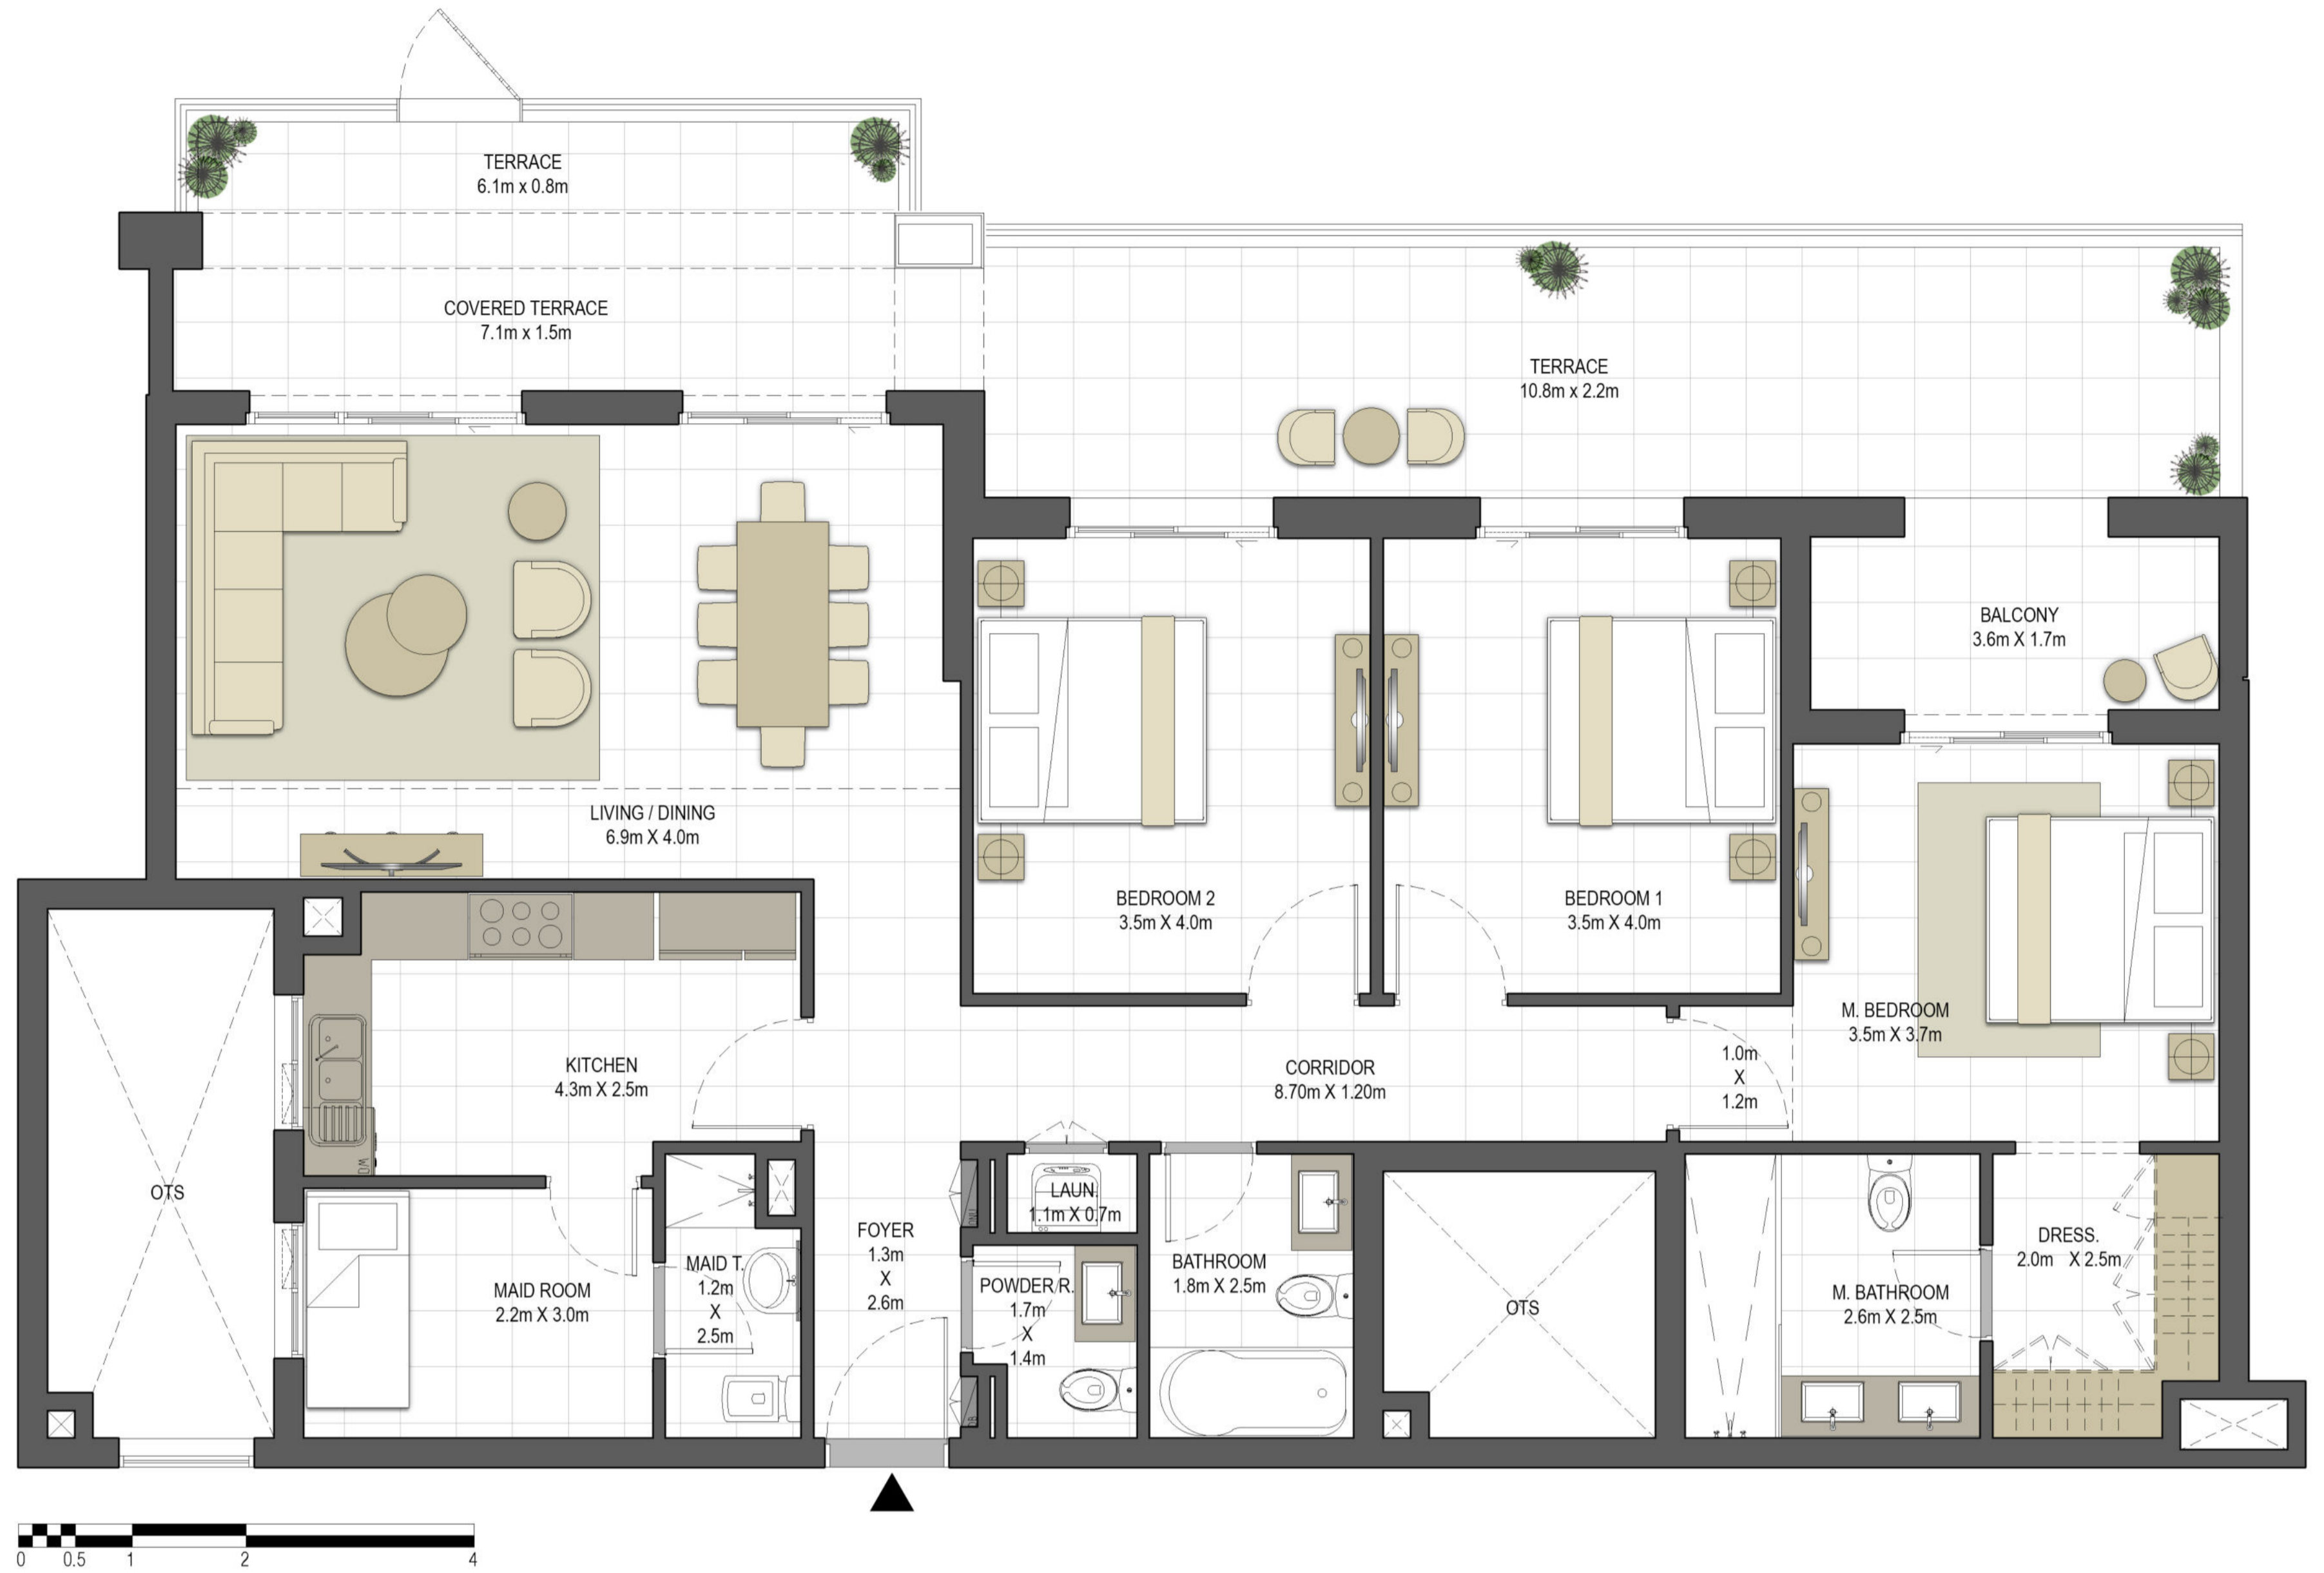 TERRACE
6.1m x 0.8m
COVERED TERRACE
7.1m x 1.5m
TERRACE
10.8m x 2.2m
BALCONY
3.6m X 1.7m
LIVING / DINING
6.9m X 4.0m
BEDROOM 2
3.5m X 4.0m
BEDROOM 1
3.5m X 4.0m
M. BEDROOM
3.5m X 3.7m
KITCHEN
4.3m X 2.5m
CORRIDOR
8.70m X 1.20m
1.0m
X
1.2m
OTS
WD
LAUN.
1.1m X 0.7m
FOYER
1.3m
X
2.6m
MAID T.
1.2m
X
2.5m
MAID ROOM
2.2m X 3.0m
POWDER R.
1.7m
X
1.4m
BATHROOM
1.8m X 2.5m
OTS
M. BATHROOM
2.6m X 2.5m
DRESS.
2.0m X 2.5m
0 0.5 1 2 4